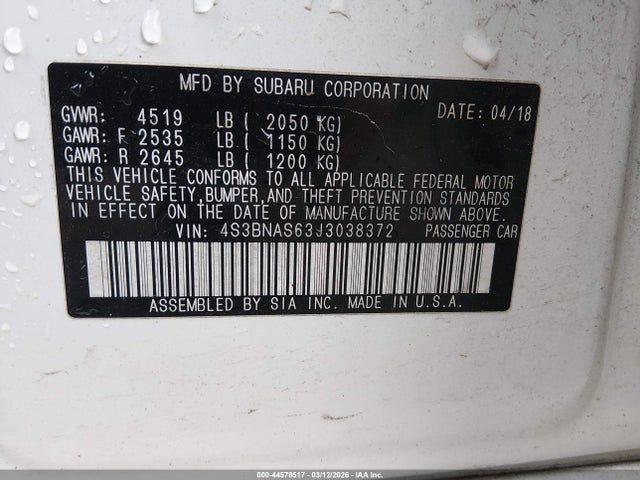 MFD BY SUBARU CORPORATION
GVWR: 4519 LB ( 2050 KG) DATE: 04/18
GAWR: F 2535 LB ( 1150 KG)
GAWR: R 2645 LB ( 1200 KG)
THIS VEHICLE CONFORMS TO ALL APPLICABLE FEDERAL MOTOR
VEHICLE SAFETY, BUMPER, AND THEFT PREVENTION STANDARDS
IN EFFECT ON THE DATE OF MANUFACTURE SHOWN ABOVE.
VIN: 4S3BNAS63J3038372 PASSENGER CAR
ASSEMBLED BY SIA INC. MADE IN U.S.A.
000-44578517 - 03/12/2026 - IAAI